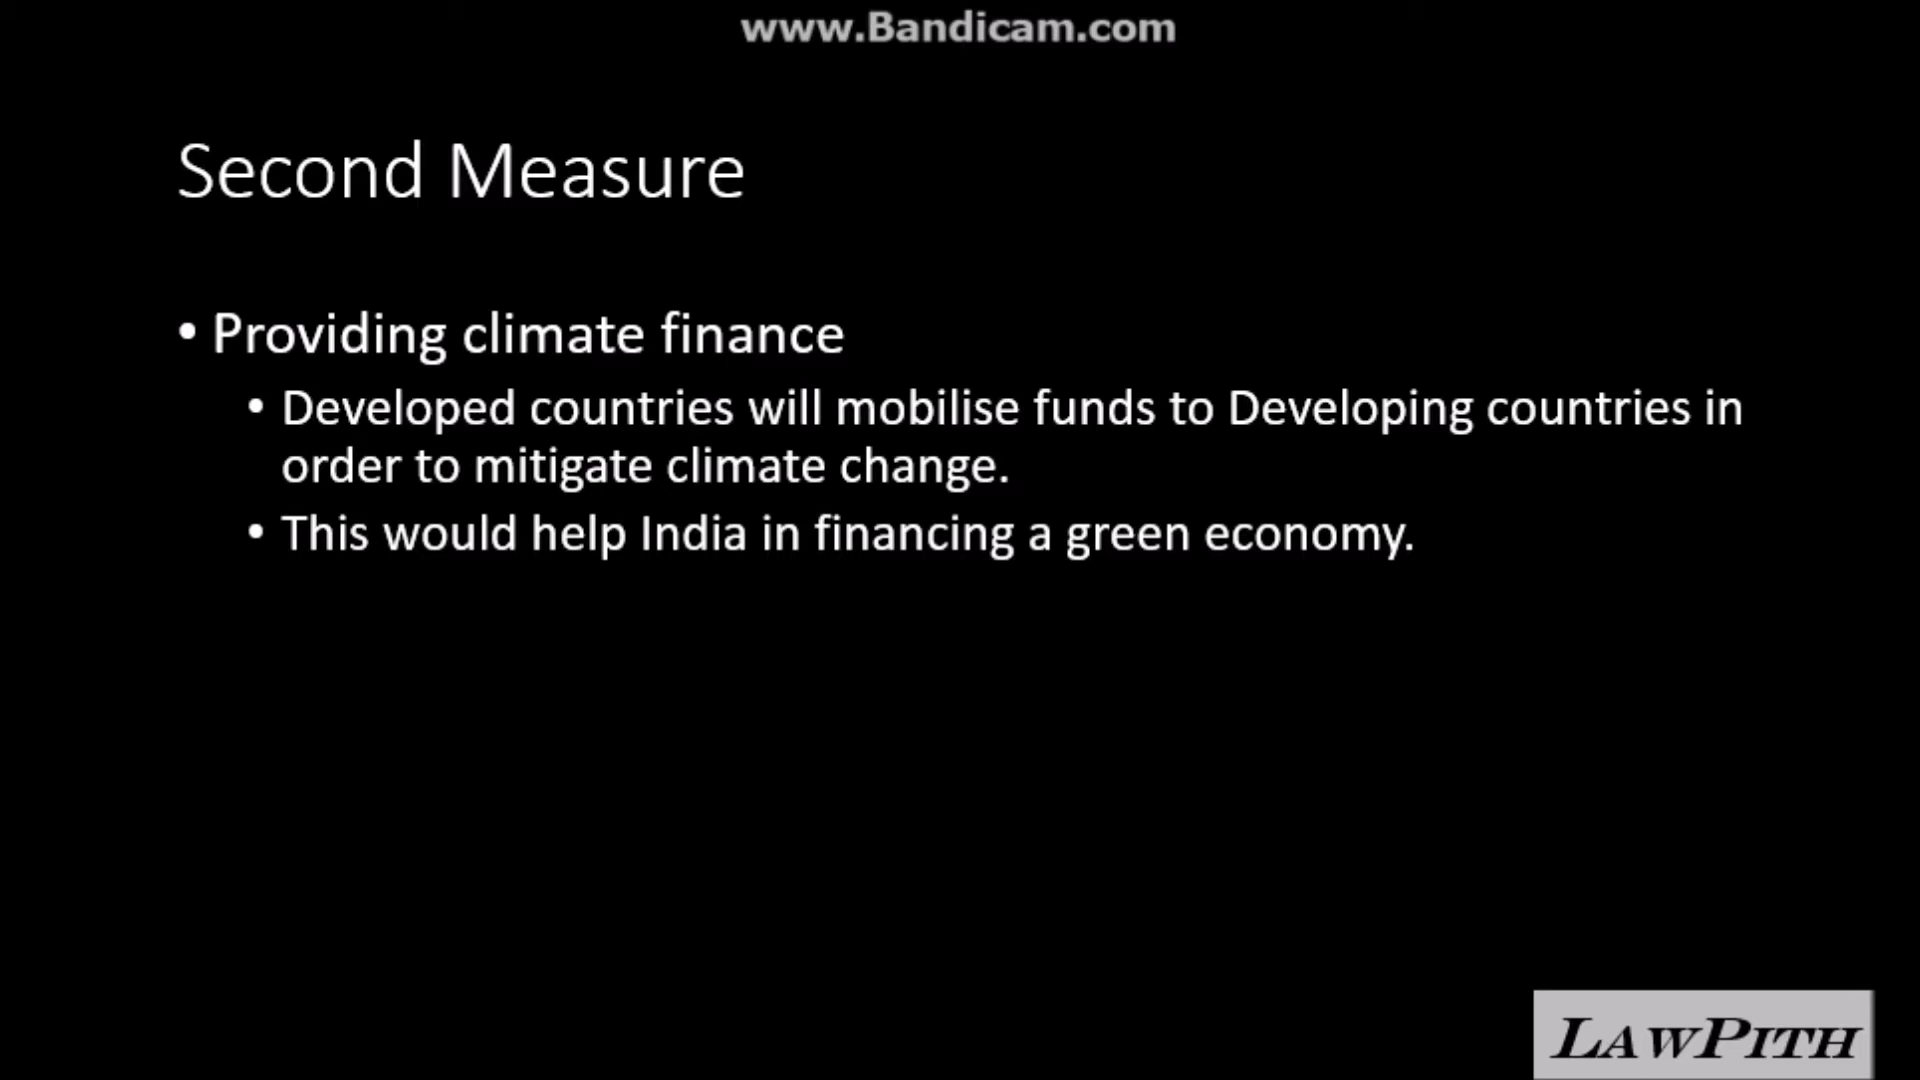 www.Bandicam.com
Second Measure
• Providing climate finance
• Developed countries will mobilise funds to Developing countries in
order to mitigate climate change.
• This would help India in financing a green economy.
LAWPITH